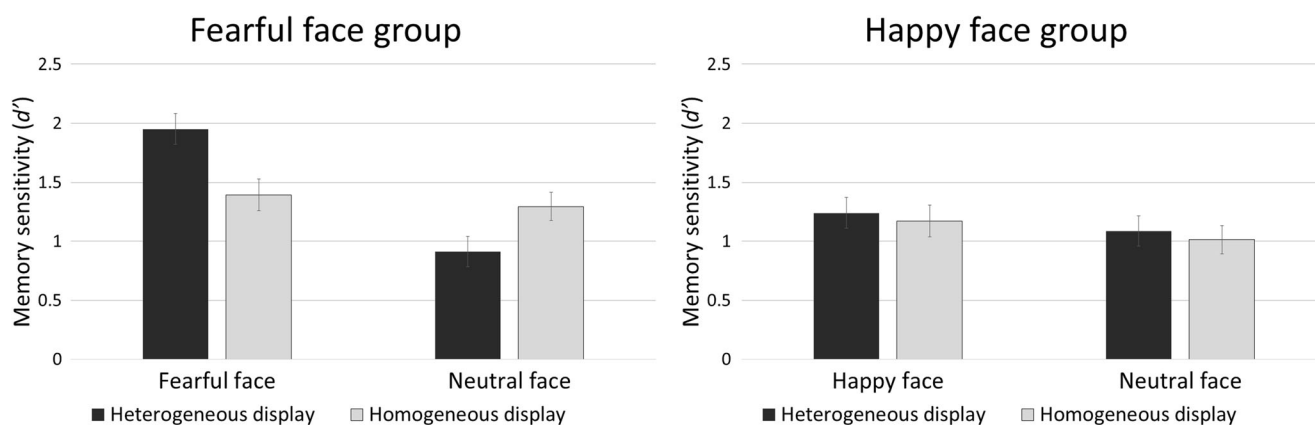 Fearful face group
Memory sensitivity (d′)
2.5
2
1.5
1
0.5
0
Fearful face
Neutral face
Heterogeneous display
Homogeneous display
Happy face group
Memory sensitivity (d′)
2.5
2
1.5
1
0.5
0
Happy face
Neutral face
Heterogeneous display
Homogeneous display